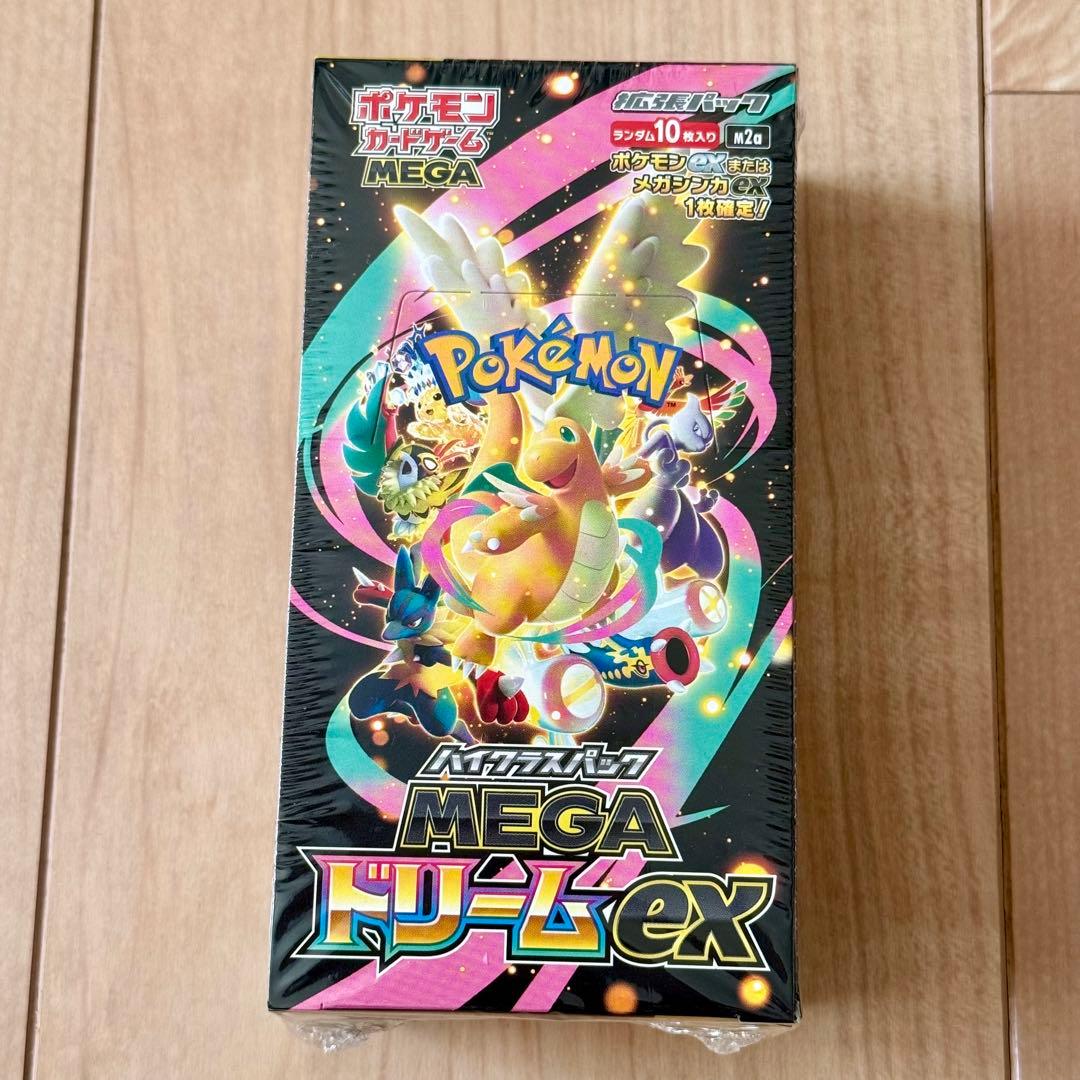 ポケモン
カードゲーム
MEGA
拡張パック
ランダム10枚入り M2a
ポケモンexまたは
メガシンカex
1枚確定!
POKéMON
TM
ハイクラスパック
MEGA
ドリームex